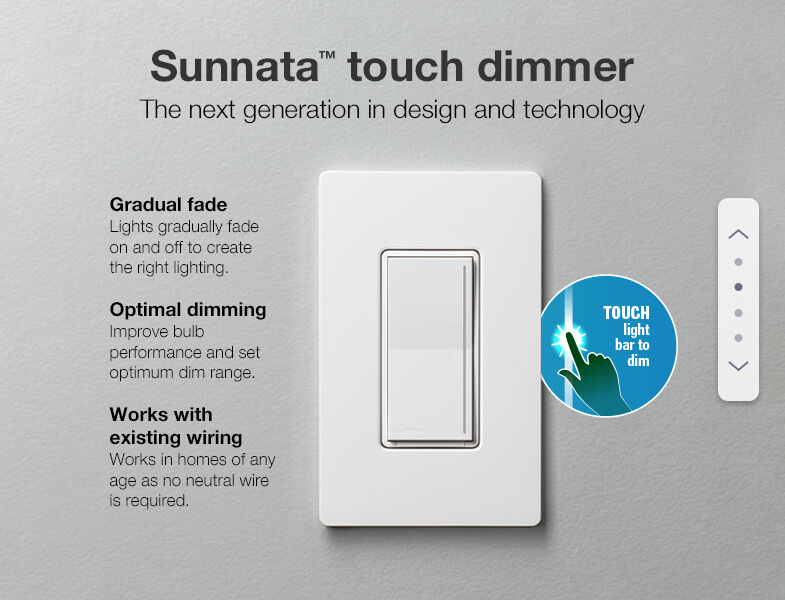 Sunnata™ touch dimmer
The next generation in design and technology
Gradual fade
Lights gradually fade
on and off to create
the right lighting.
Optimal dimming
Improve bulb
performance and set
optimum dim range.
Works with
existing wiring
Works in homes of any
age as no neutral wire
is required.
TOUCH
light
bar to
dim